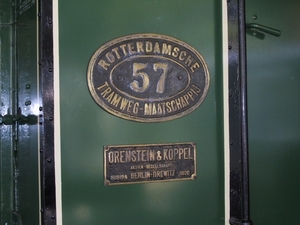 ROTTERDAMSCHE
57
TRAMWEG-MAATSCHAPPIJ
ORENSTEIN & KOPPEL
BERLIN-DREWITZ